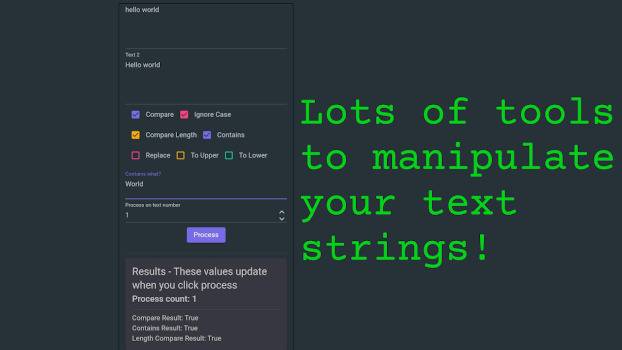 hello world
Text 2
Hello world
Compare Ignore Case
Compare Length Contains
Replace To Upper To Lower
Contains what?
World
Process on text number
1
Process
Results - These values update
when you click process
Process count: 1
Compare Result: True
Contains Result: True
Length Compare Result: True
Lots of tools
to manipulate
your text
strings!